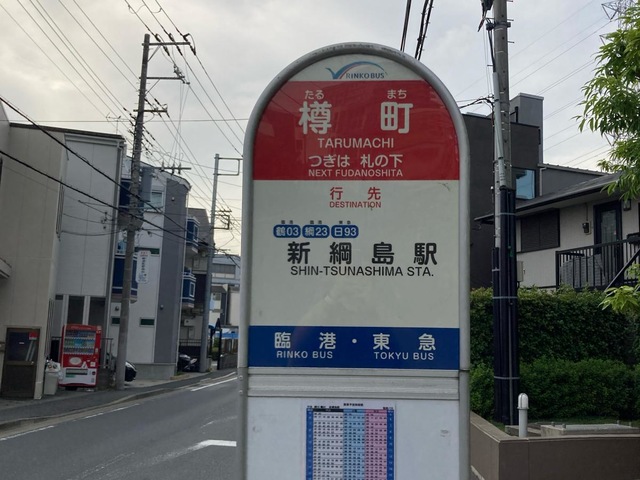 RINKO BUS
たる まち
樽 町
TARUMACHI
つぎは 札の下
NEXT FUDANOSHITA
行 先
DESTINATION
鶴03 綱23 日93
新綱島駅
SHIN-TSUNASHIMA STA.
臨港・東急
RINKO BUS TOKYU BUS